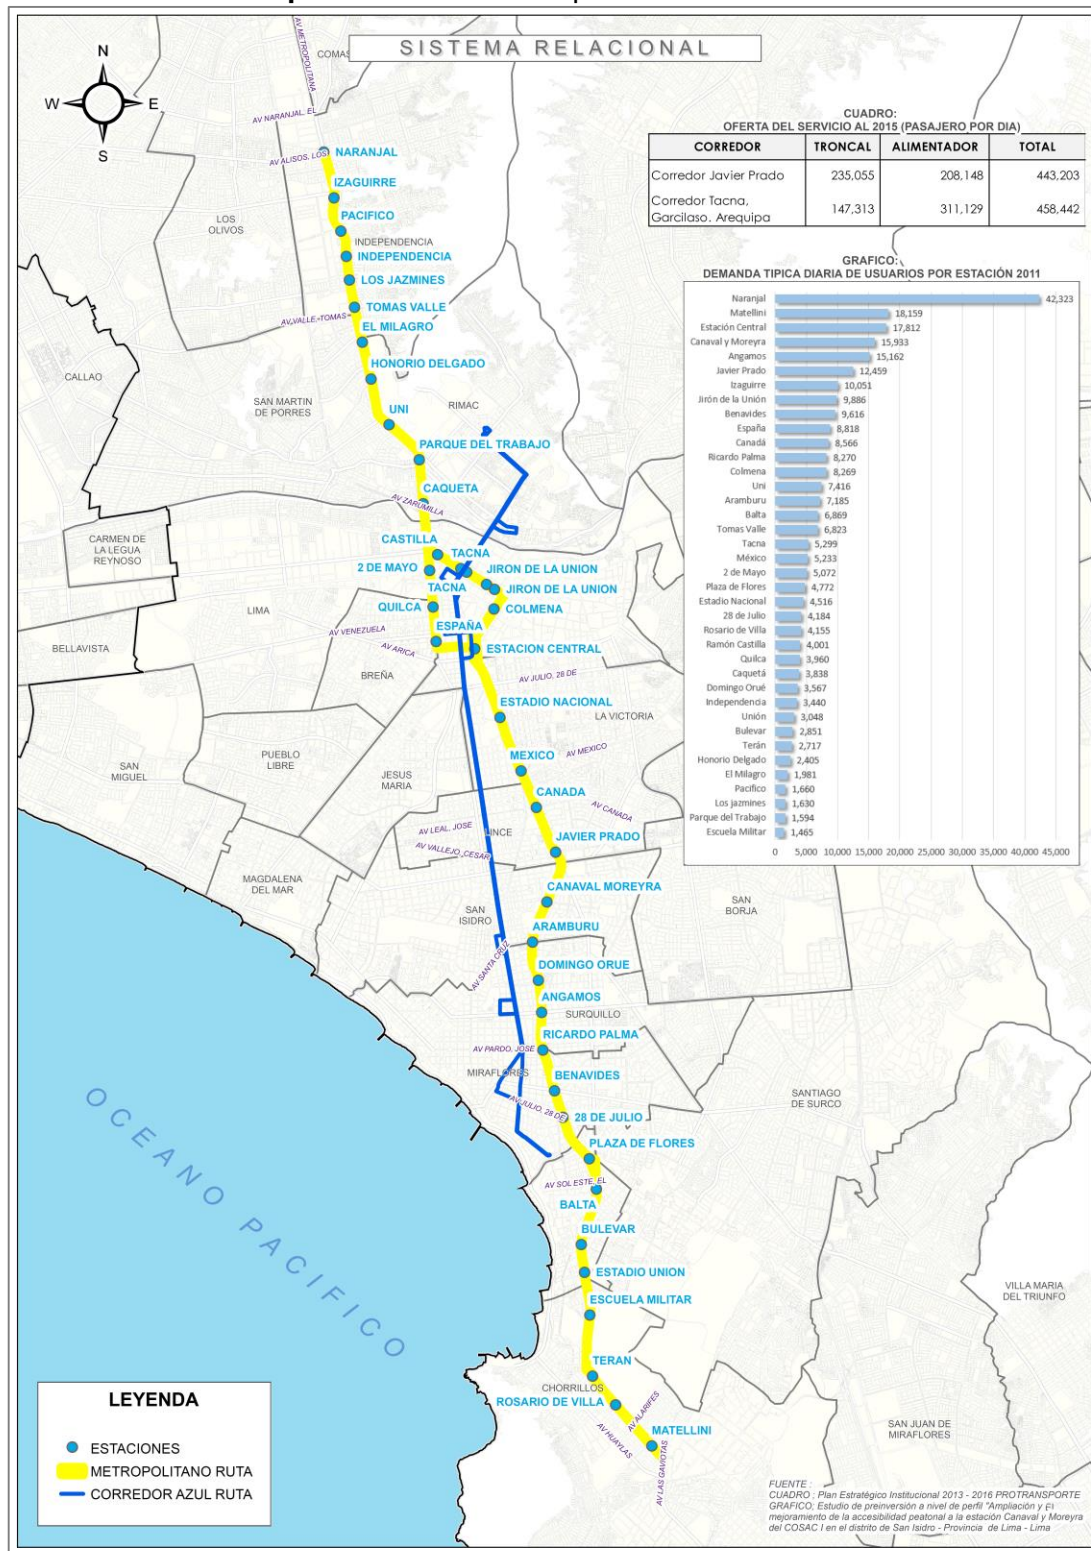 SISTEMA RELACIONAL
N
W
E
S
COMAS
AV METROPOLITANA
AV NARANJAL, EL
AV ALISOS, LOS
NARANJAL
IZAGUIRRE
PACIFICO
LOS
OLIVOS
INDEPENDENCIA
INDEPENDENCIA
LOS JAZMINES
TOMAS VALLE
AV.VALLE, TOMAS
EL MILAGRO
HONORIO DELGADO
CALLAO
SAN MARTIN
DE PORRES
RIMAC
UNI
PARQUE DEL TRABAJO
CAQUETA
AV ZARUMILLA
CARMEN DE
LA LEGUA
REYNOSO
CASTILLA
TACNA
2 DE MAYO
JIRON DE LA UNION
TACNA
JIRON DE LA UNION
QUILCA
COLMENA
LIMA
AV VENEZUELA
ESPAÑA
AV ARICA
ESTACION CENTRAL
BELLAVISTA
BREÑA
AV JULIO, 28 DE
ESTADIO NACIONAL
LA VICTORIA
PUEBLO
LIBRE
SAN
MIGUEL
JESUS
MARIA
MEXICO
AV MEXICO
CANADA
AV CANADA
AV LEAL, JOSE
LINCE
AV VALLEJO, CESAR
JAVIER PRADO
MAGDALENA
DEL MAR
CANAVAL MOREYRA
SAN
ISIDRO
SAN
BORJA
ARAMBURU
AV SANTA CRUZ
DOMINGO ORUE
ANGAMOS
SURQUILLO
RICARDO PALMA
AV PARDO, JOSE
MIRAFLORES
BENAVIDES
AV JULIO, 28 DE
28 DE JULIO
SANTIAGO
DE SURCO
PLAZA DE FLORES
AV SOL ESTE, EL
BALTA
BULEVAR
ESTADIO UNION
ESCUELA MILITAR
VILLA MARIA
DEL TRIUNFO
TERAN
CHORRILLOS
ROSARIO DE VILLA
AV ALARIFES
MATELLINI
AV HUAYLAS
AV LAS GAVIOTAS
SAN JUAN DE
MIRAFLORES
OCEANO PACIFICO
CUADRO:
OFERTA DEL SERVICIO AL 2015 (PASAJERO POR DIA)
CORREDOR TRONCAL ALIMENTADOR TOTAL
Corredor Javier Prado 235,055 208,148 443,203
Corredor Tacna,
Garcilaso. Arequipa 147,313 311,129 458,442
GRAFICO:
DEMANDA TIPICA DIARIA DE USUARIOS POR ESTACIÓN 2011
Naranjal 42,323
Matellini 18,159
Estación Central 17,812
Canaval y Moreyra 15,933
Angamos 15,162
Javier Prado 12,459
Izaguirre 10,051
Jirón de la Unión 9,886
Benavides 9,616
España 8,818
Canadá 8,566
Ricardo Palma 8,270
Colmena 8,269
Uni 7,416
Aramburu 7,185
Balta 6,869
Tomas Valle 6,823
Tacna 5,299
México 5,233
2 de Mayo 5,072
Plaza de Flores 4,772
Estadio Nacional 4,516
28 de Julio 4,184
Rosario de Villa 4,155
Ramón Castilla 4,001
Quilca 3,960
Caquetá 3,838
Domingo Orué 3,567
Independencia 3,440
Unión 3,048
Bulevar 2,851
Terán 2,717
Honorio Delgado 2,405
El Milagro 1,981
Pacifico 1,660
Los jazmines 1,630
Parque del Trabajo 1,594
Escuela Militar 1,465
0 5,000 10,000 15,000 20,000 25,000 30,000 35,000 40,000 45,000
LEYENDA
ESTACIONES
METROPOLITANO RUTA
CORREDOR AZUL RUTA
FUENTE :
CUADRO ; Plan Estratégico Institucional 2013 - 2016 PROTRANSPORTE
GRAFICO; Estudio de preinversión a nivel de perfil "Ampliación y
mejoramiento de la accesibilidad peatonal a la estación Canaval y Moreyra
del COSAC I en el distrito de San Isidro - Provincia de Lima - Lima